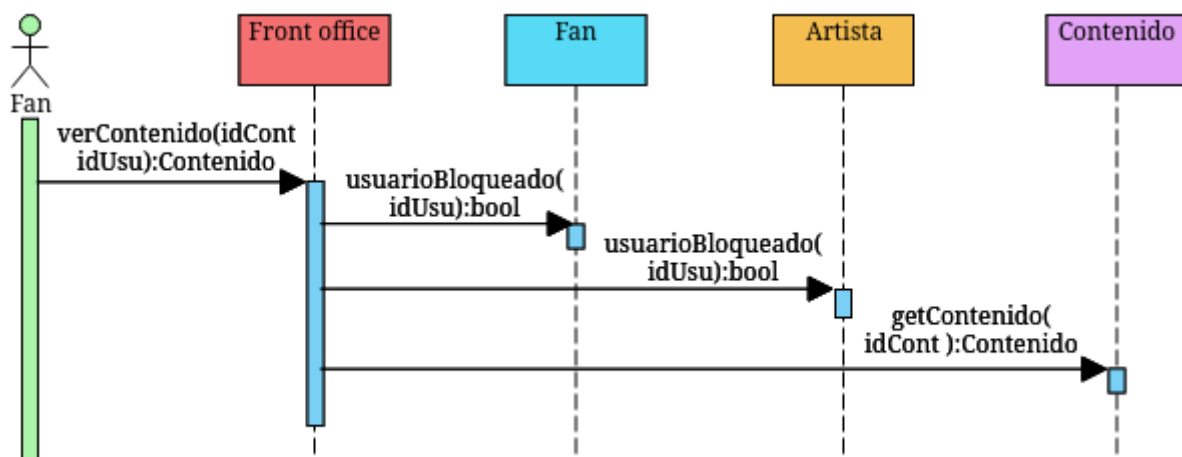 Front office
Fan
Artista
Contenido
Fan
verContenido(idCont
idUsu):Contenido
usuarioBloqueado(
idUsu):bool
usuarioBloqueado(
idUsu):bool
getContenido(
idCont ):Contenido